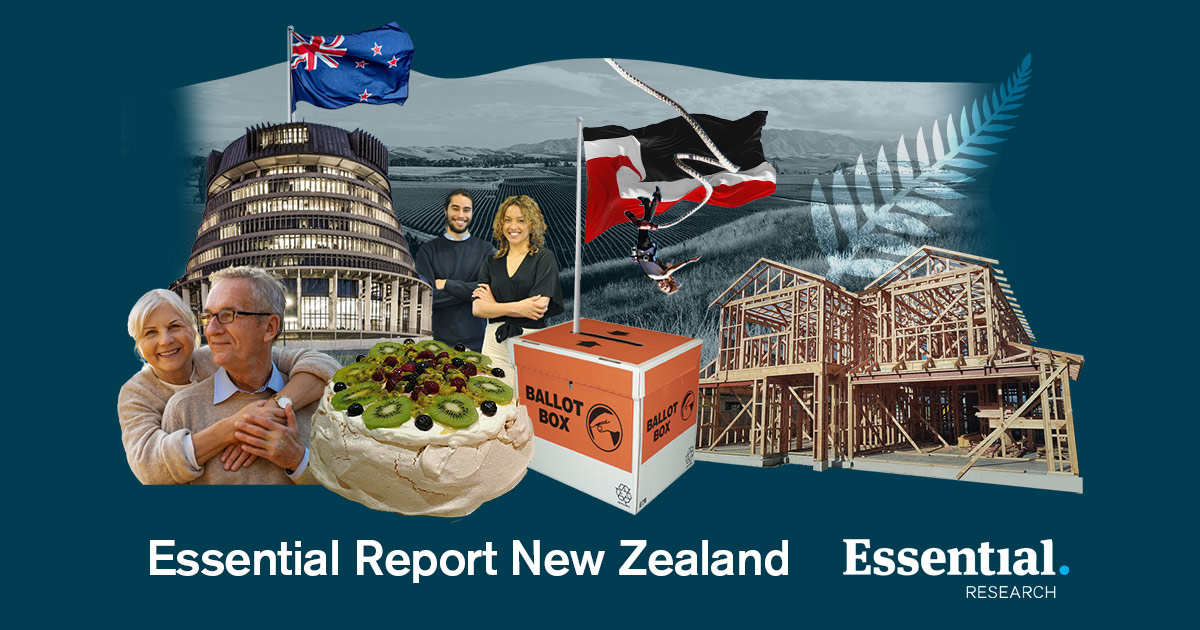 BALLOT
BOX
BALLOT
BOX
Essential Report New Zealand
Essential.
RESEARCH